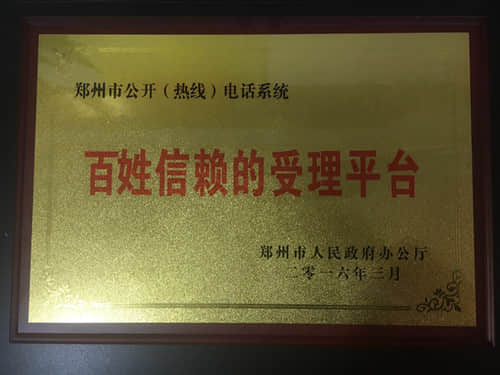 郑州市公开（热线）电话系统
百姓信赖的受理平台
郑州市人民政府办公厅
二零一六年三月